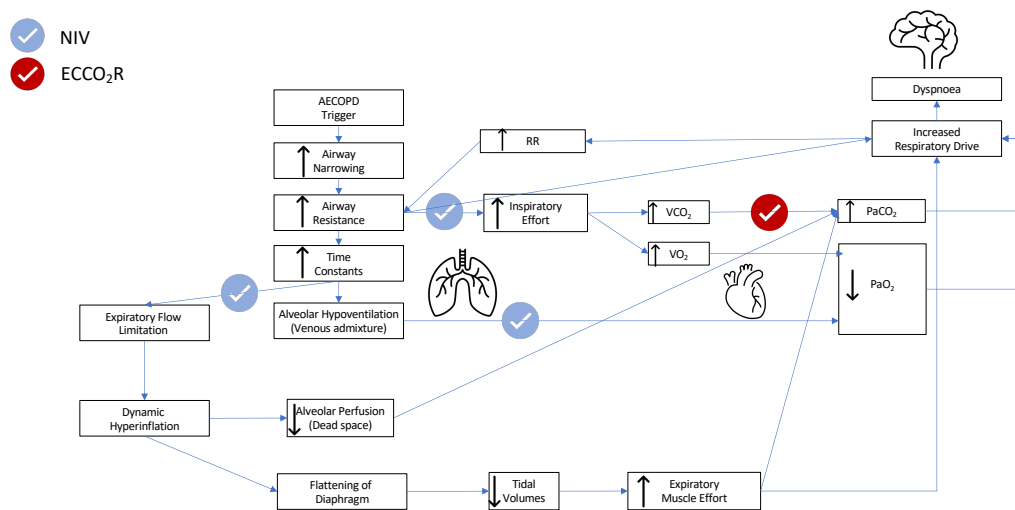 NIV
ECCO₂R
Dyspnoea
AECOPD
Trigger
Increased
Respiratory Drive
RR
Airway
Narrowing
Airway
Resistance
Inspiratory
Effort
VCO₂
PaCO₂
Time
Constants
VO₂
PaO₂
Expiratory Flow
Limitation
Alveolar Hypoventilation
(Venous admixture)
Dynamic
Hyperinflation
Alveolar Perfusion
(Dead space)
Flattening of
Diaphragm
Tidal
Volumes
Expiratory
Muscle Effort